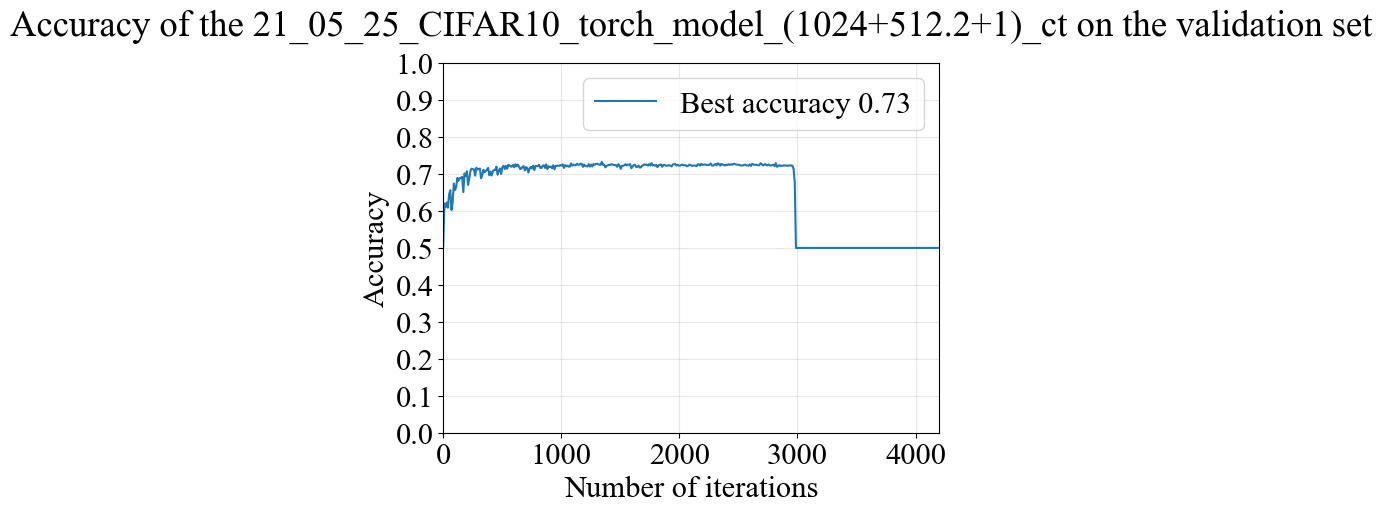 Accuracy of the 21_05_25_CIFAR10_torch_model_(1024+512.2+1)_ct on the validation set
Best accuracy 0.73
1.0
0.9
0.8
0.7
0.6
0.5
0.4
0.3
0.2
0.1
0.0
Accuracy
0 1000 2000 3000 4000
Number of iterations